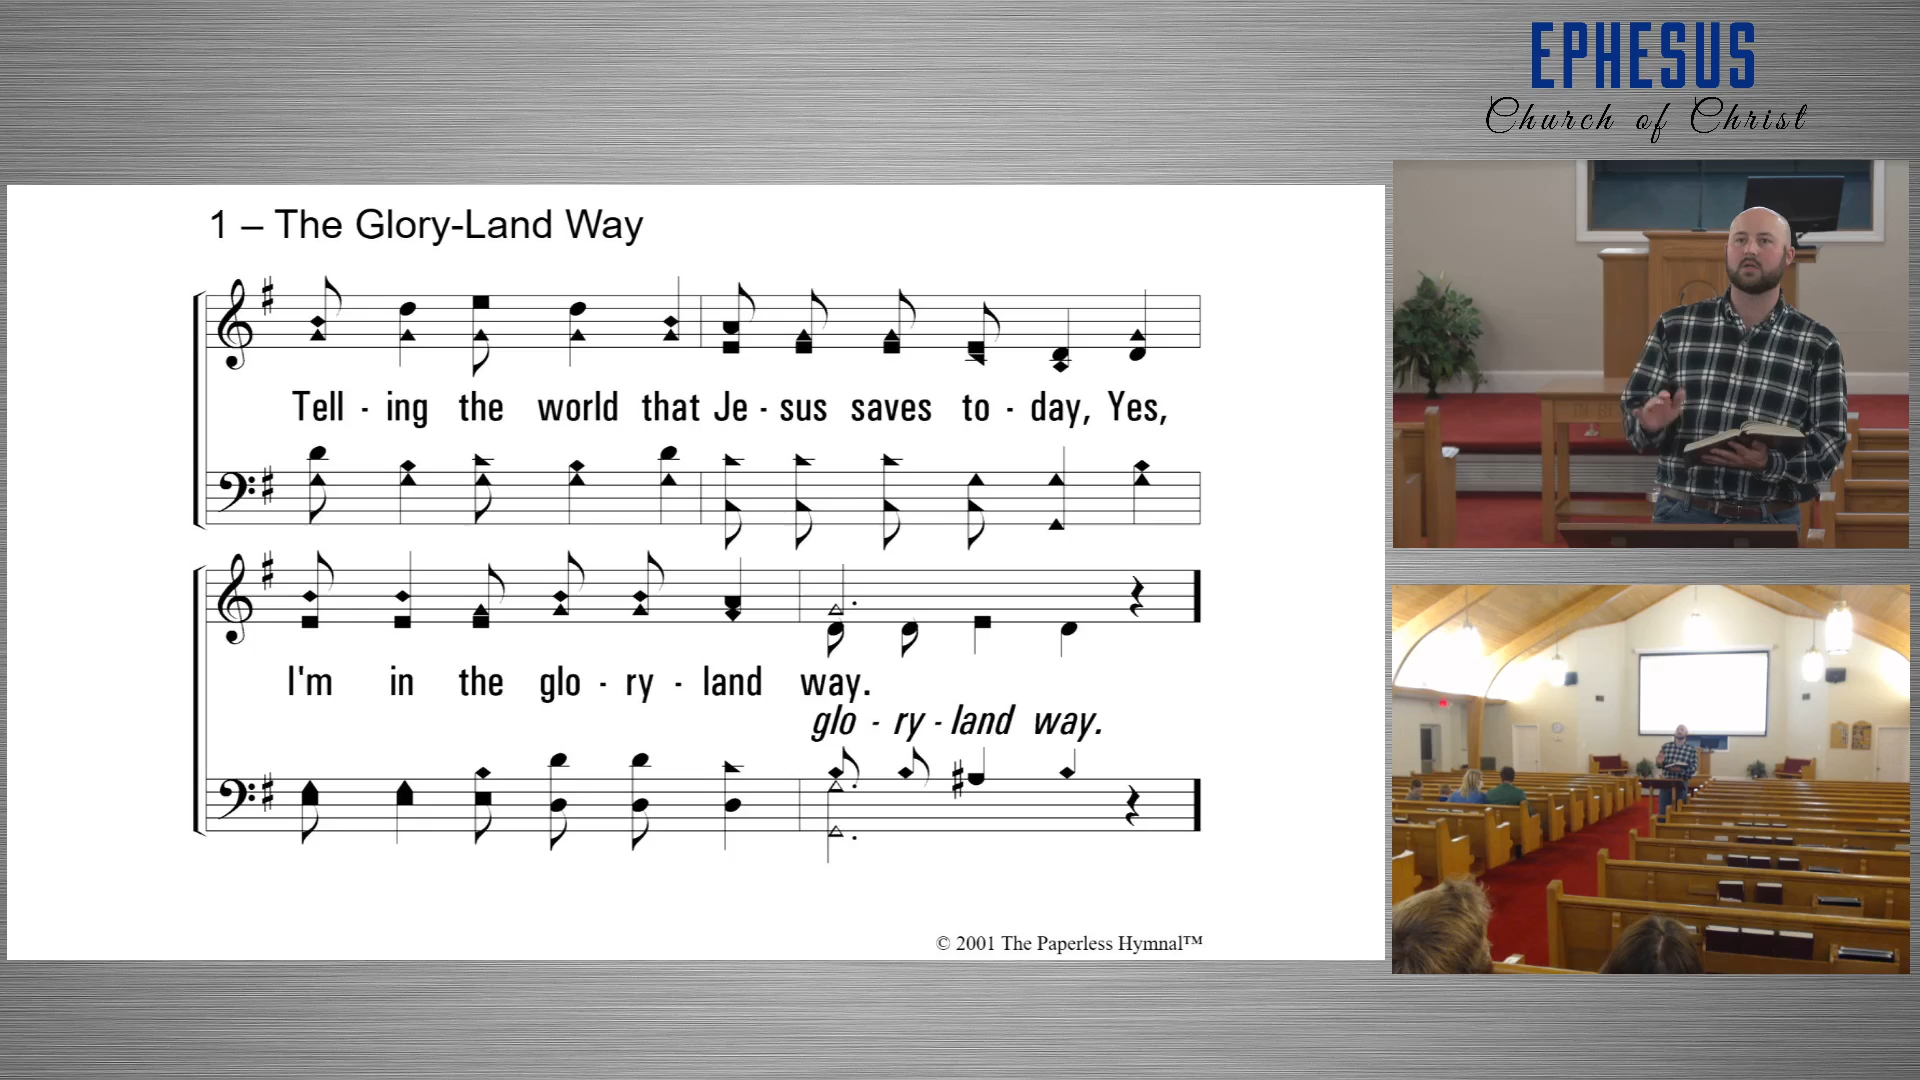 EPHESUS
Church of Christ
1 – The Glory-Land Way
Tell - ing the world that Je - sus saves to - day, Yes,
I'm in the glo - ry - land way.
glo - ry - land way.
© 2001 The Paperless Hymnal™